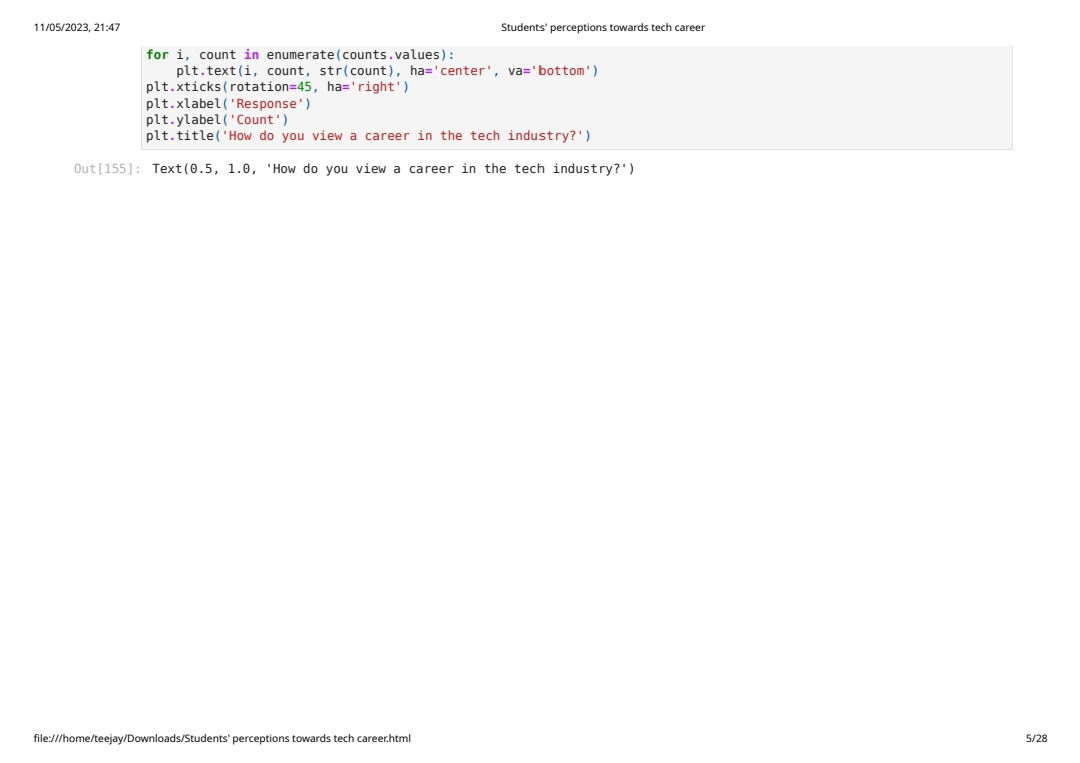 11/05/2023, 21:47 Students' perceptions towards tech career
for i, count in enumerate(counts.values):
    plt.text(i, count, str(count), ha='center', va='bottom')
plt.xticks(rotation=45, ha='right')
plt.xlabel('Response')
plt.ylabel('Count')
plt.title('How do you view a career in the tech industry?')
Out[155]: Text(0.5, 1.0, 'How do you view a career in the tech industry?')
file:///home/teejay/Downloads/Students' perceptions towards tech career.html 5/28